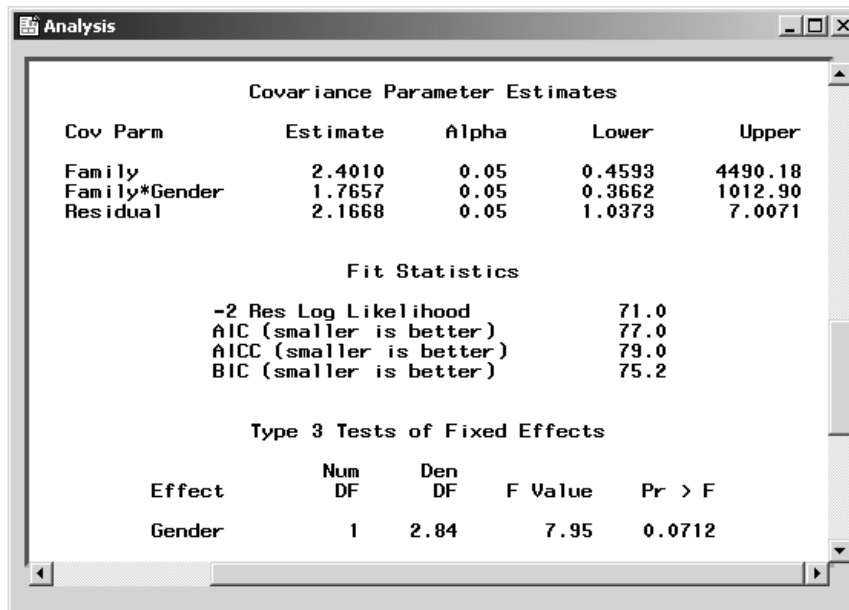 Analysis
Covariance Parameter Estimates
Cov Parm Estimate Alpha Lower Upper
Family 2.4010 0.05 0.4593 4490.18
Family*Gender 1.7657 0.05 0.3662 1012.90
Residual 2.1668 0.05 1.0373 7.0071
Fit Statistics
-2 Res Log Likelihood 71.0
AIC (smaller is better) 77.0
AICC (smaller is better) 79.0
BIC (smaller is better) 75.2
Type 3 Tests of Fixed Effects
Num Den
Effect DF DF F Value Pr > F
Gender 1 2.84 7.95 0.0712